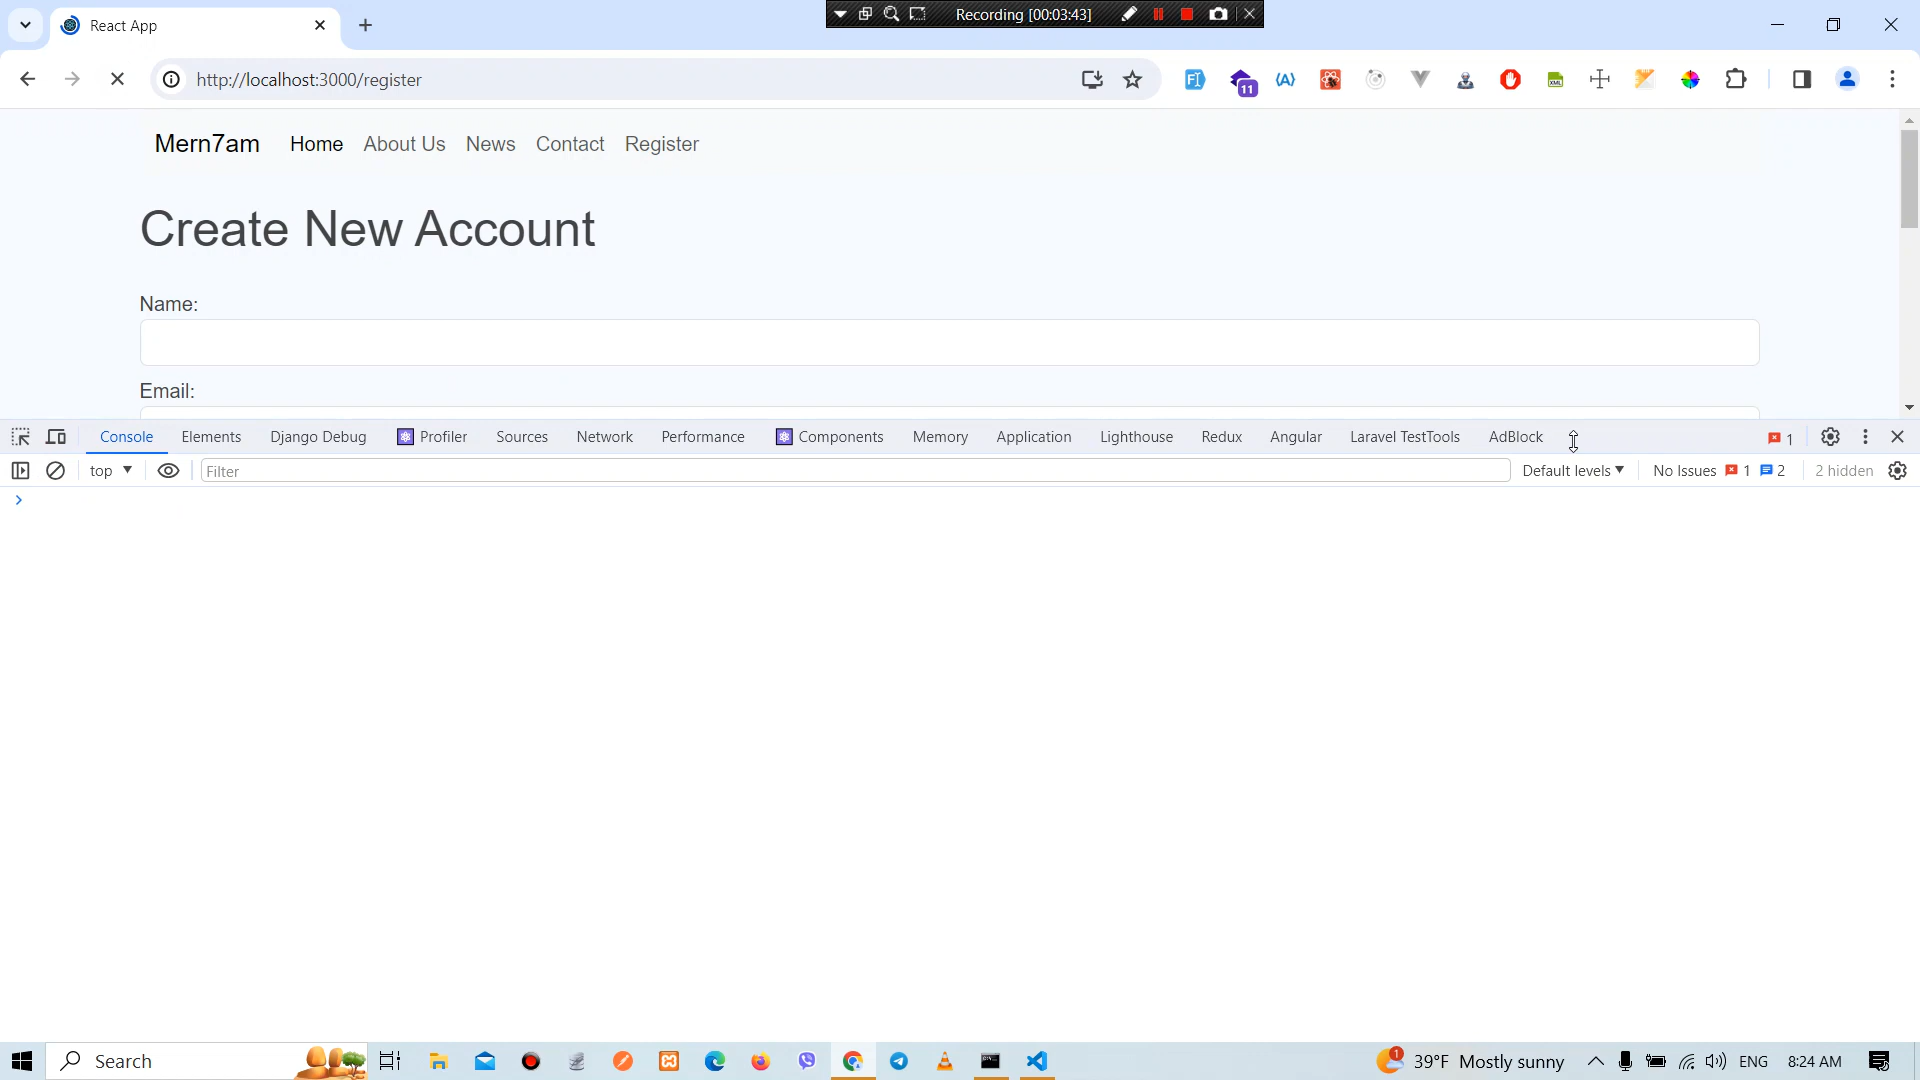 React App
Recording [00:03:43]
http://localhost:3000/register
11
Mern7am Home About Us News Contact Register
Create New Account
Name:
Email:
Console Elements Django Debug Profiler Sources Network Performance Components Memory Application Lighthouse Redux Angular Laravel TestTools AdBlock 1
top Filter Default levels No Issues 1 2 2 hidden
Search 1 39°F Mostly sunny ENG 8:24 AM